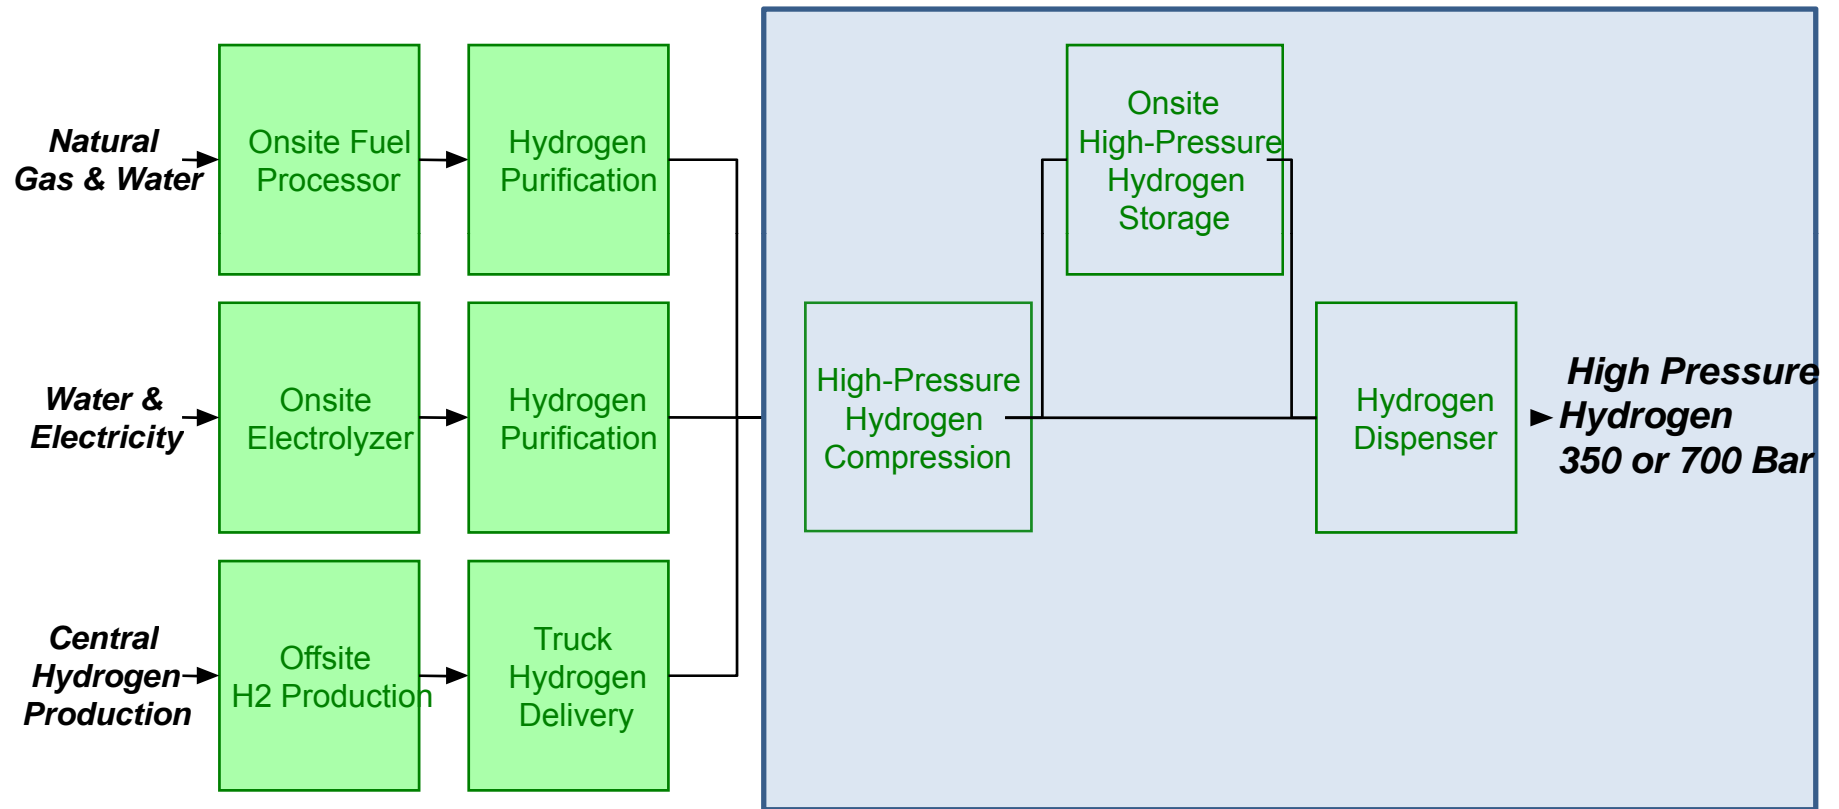 Natural
Gas & Water
Onsite Fuel
Processor
Hydrogen
Purification
Onsite
High-Pressure
Hydrogen
Storage
Water &
Electricity
Onsite
Electrolyzer
Hydrogen
Purification
High-Pressure
Hydrogen
Compression
Hydrogen
Dispenser
High Pressure
Hydrogen
350 or 700 Bar
Central
Hydrogen
Production
Offsite
H2 Production
Truck
Hydrogen
Delivery